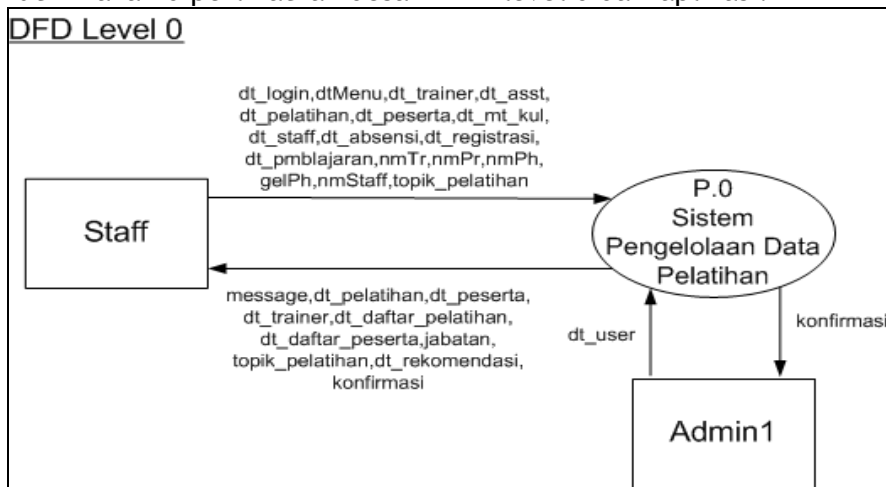 DFD Level 0
dt_login,dtMenu,dt_trainer,dt_asst,
dt_pelatihan,dt_peserta,dt_mt_kul,
dt_staff,dt_absensi,dt_registrasi,
dt_pmblajaran,nmTr,nmPr,nmPh,
gelPh,nmStaff,topik_pelatihan
Staff
P.0
Sistem
Pengelolaan Data
Pelatihan
message,dt_pelatihan,dt_peserta,
dt_trainer,dt_daftar_pelatihan,
dt_daftar_peserta,jabatan,
topik_pelatihan,dt_rekomendasi,
konfirmasi
dt_user
konfirmasi
Admin1